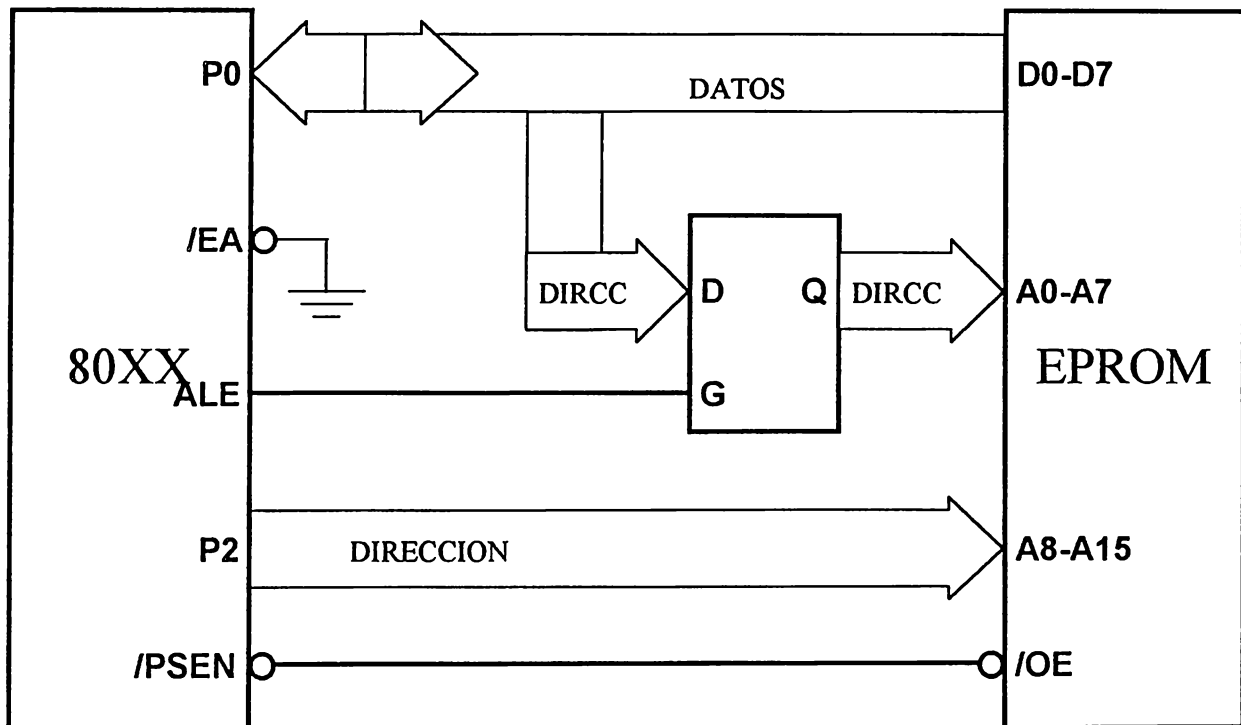 P0
DATOS
D0-D7
/EA
DIRCC
D
Q
DIRCC
A0-A7
80XX
EPROM
ALE
G
P2
DIRECCION
A8-A15
/PSEN
/OE